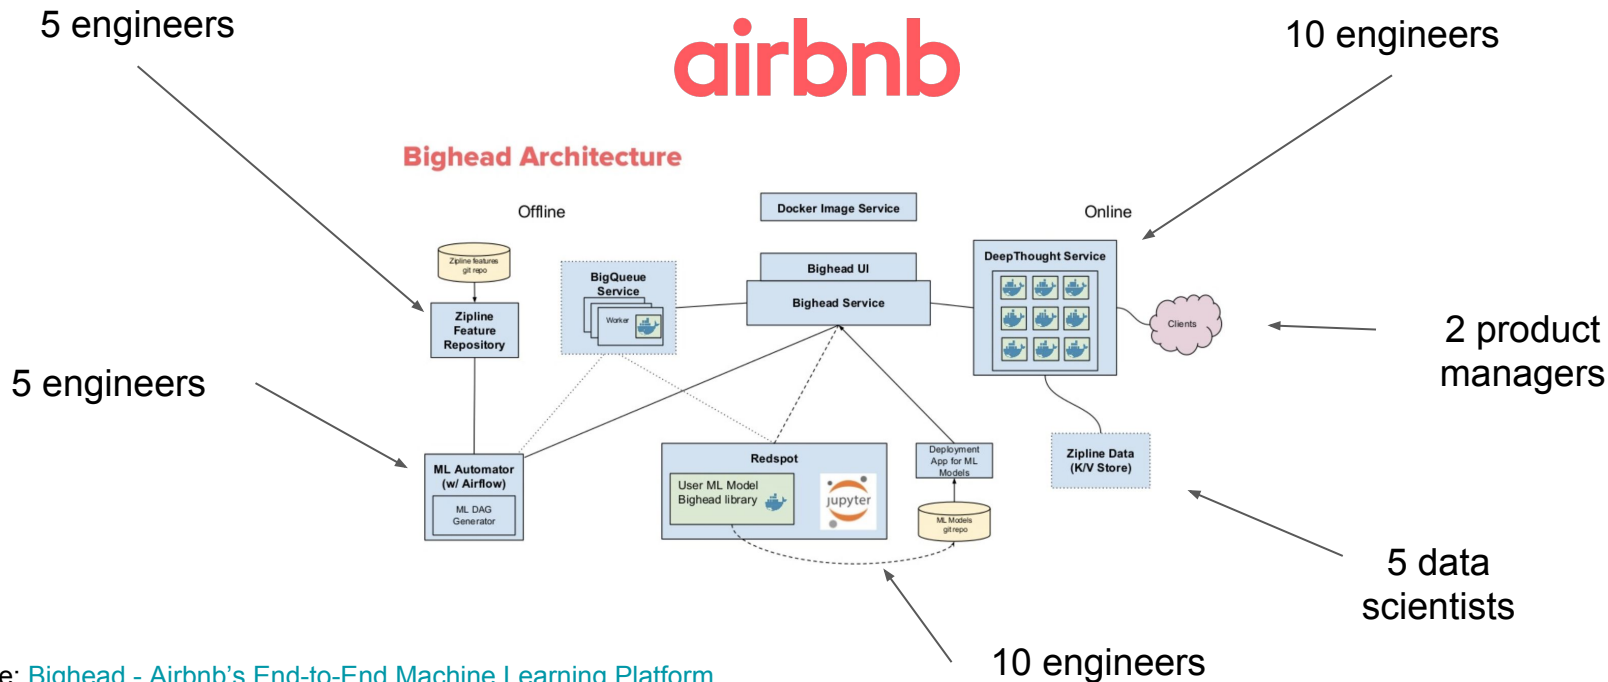 5 engineers
airbnb
10 engineers
Bighead Architecture
Offline
Docker Image Service
Online
Zipline features
git repo
BigQueue
Service
Worker
Bighead UI
Bighead Service
DeepThought Service
Clients
Zipline
Feature
Repository
2 product
managers
5 engineers
ML Automator
(w/ Airflow)
ML DAG
Generator
Redspot
User ML Model
Bighead library
jupyter
Deployment
App for ML
Models
ML Models
git repo
Zipline Data
(K/V Store)
5 data
scientists
10 engineers
e: Bighead - Airbnb's End-to-End Machine Learning Platform